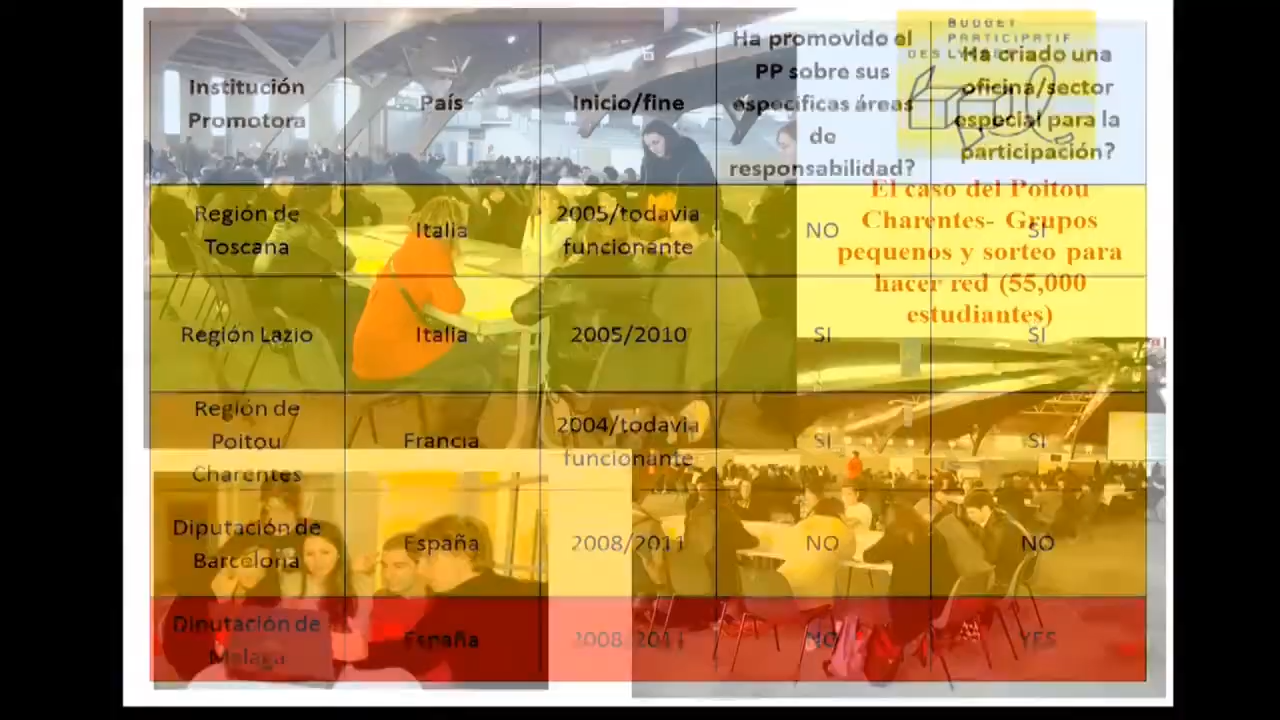 Institución
Promotora
País
Inicio/fine
Ha promovido el
PP sobre sus
especificas áreas
de
responsabilidad?
BUDGET
PARTICIPATIF
DES
Ha criado una
oficina/sector
especial para la
participación?
Región de
Toscana
Italia
2005/todavia
funcionante
NO
SI
El caso del Poitou
Charentes- Grupos
pequenos y sorteo para
hacer red (55,000
estudiantes)
Región Lazio
Italia
2005/2010
SI
SI
Región de
Poitou
Charentes
Francia
2004/todavia
funcionante
SI
SI
Diputación de
Barcelona
España
2008/2011
NO
NO
Diputación de
Malaga
España
2008/2011
NO
YES